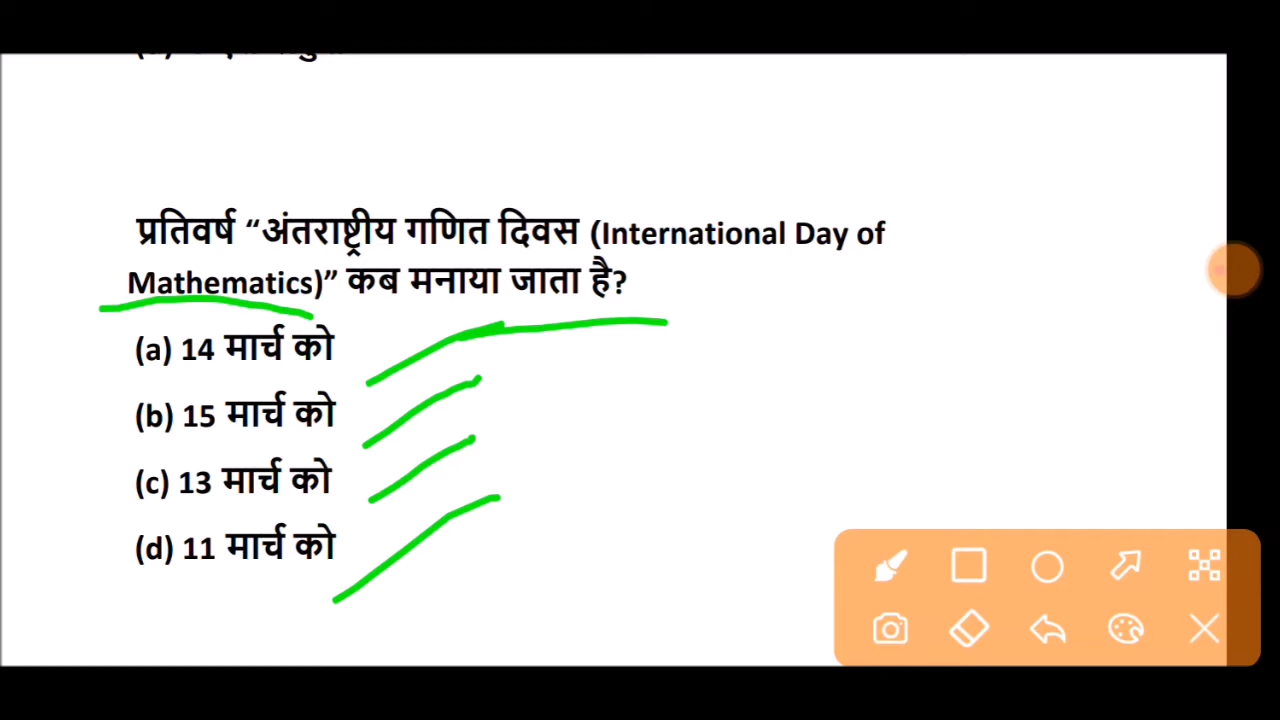 प्रतिवर्ष “अंतराष्ट्रीय गणित दिवस (International Day of
Mathematics)” कब मनाया जाता है?
(a) 14 मार्च को
(b) 15 मार्च को
(c) 13 मार्च को
(d) 11 मार्च को